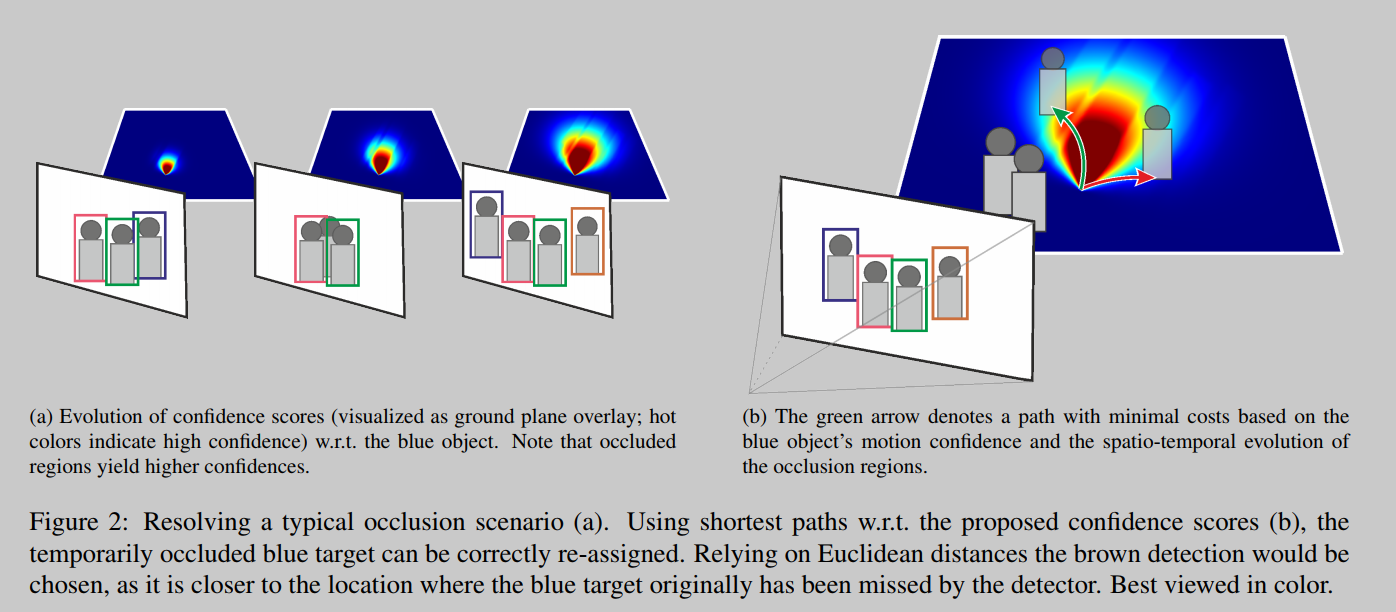 (a) Evolution of confidence scores (visualized as ground plane overlay; hot
colors indicate high confidence) w.r.t. the blue object. Note that occluded
regions yield higher confidences.
(b) The green arrow denotes a path with minimal costs based on the
blue object's motion confidence and the spatio-temporal evolution of
the occlusion regions.
Figure 2: Resolving a typical occlusion scenario (a). Using shortest paths w.r.t. the proposed confidence scores (b), the
temporarily occluded blue target can be correctly re-assigned. Relying on Euclidean distances the brown detection would be
chosen, as it is closer to the location where the blue target originally has been missed by the detector. Best viewed in color.